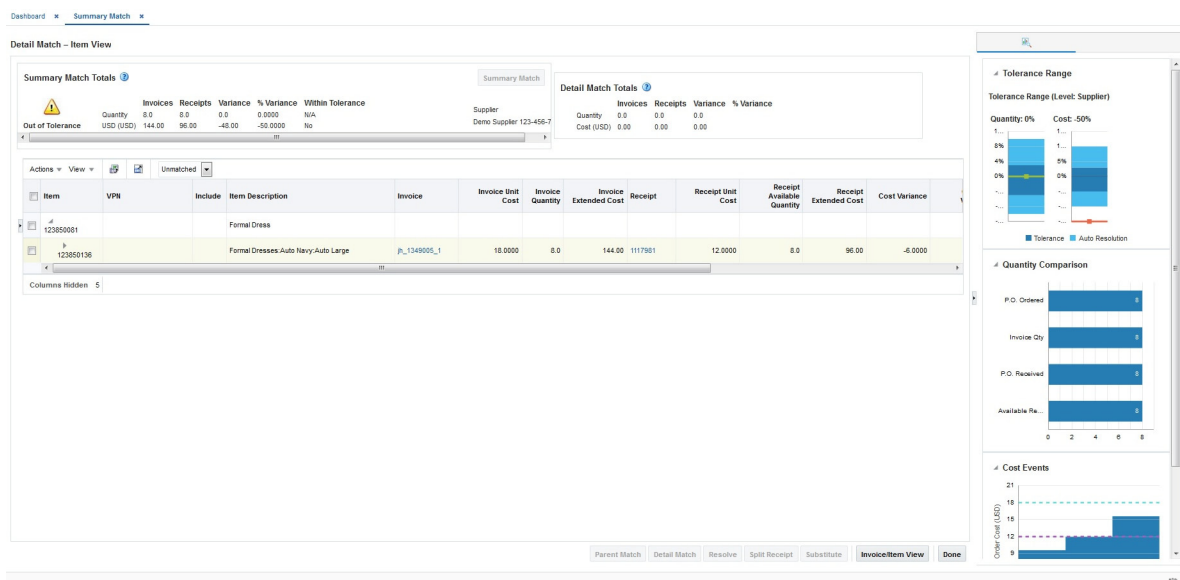 Dashboard × Summary Match ×
Detail Match – Item View
Summary Match Totals
Summary Match
Invoices Receipts Variance % Variance Within Tolerance
Quantity 8.0 8.0 0.0 0.0000 N/A
Out of Tolerance USD (USD) 144.00 96.00 -48.00 -50.0000 No
Supplier
Demo Supplier 123-456-7
Detail Match Totals
Invoices Receipts Variance % Variance
Quantity 0.0 0.0 0.0
Cost (USD) 0.00 0.00 0.00
Actions View Unmatched
Item VPN Include Item Description Invoice Invoice Unit Cost Invoice Quantity Invoice Extended Cost Receipt Receipt Unit Cost Receipt Available Quantity Receipt Extended Cost Cost Variance
123850081 Formal Dress
123850136 Formal Dresses:Auto Navy:Auto Large jh_1349005_1 18.0000 8.0 144.00 1117981 12.0000 8.0 96.00 -6.0000
Columns Hidden 5
Parent Match Detail Match Resolve Split Receipt Substitute Invoice/Item View Done
Tolerance Range
Tolerance Range (Level: Supplier)
Quantity: 0% Cost: -50%
1... 1...
8% 1...
4% 5%
0% 0%
-... -...
-... -...
Tolerance Auto Resolution
Quantity Comparison
P.O. Ordered 8
Invoice Qty 8
P.O. Received 8
Available Re... 8
0 2 4 6 8
Cost Events
Order Cost (USD)
21
18
15
12
9